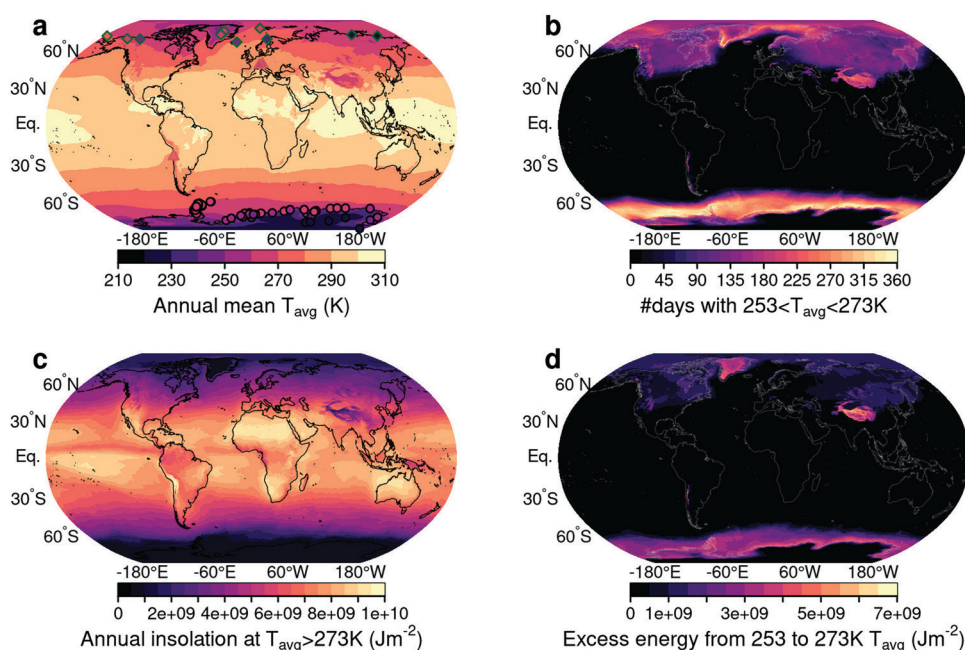 a
60°N
30°N
Eq.
30°S
60°S
-180°E -60°E 60°W 180°W
210 230 250 270 290 310
Annual mean Tavg (K)
b
60°N
30°N
Eq.
30°S
60°S
-180°E -60°E 60°W 180°W
0 45 90 135 180 225 270 315 360
#days with 253<Tavg<273K
c
60°N
30°N
Eq.
30°S
60°S
-180°E -60°E 60°W 180°W
0 2e+09 4e+09 6e+09 8e+09 1e+10
Annual insolation at Tavg>273K (Jm-2)
d
60°N
30°N
Eq.
30°S
60°S
-180°E -60°E 60°W 180°W
0 1e+09 3e+09 5e+09 7e+09
Excess energy from 253 to 273K Tavg (Jm-2)